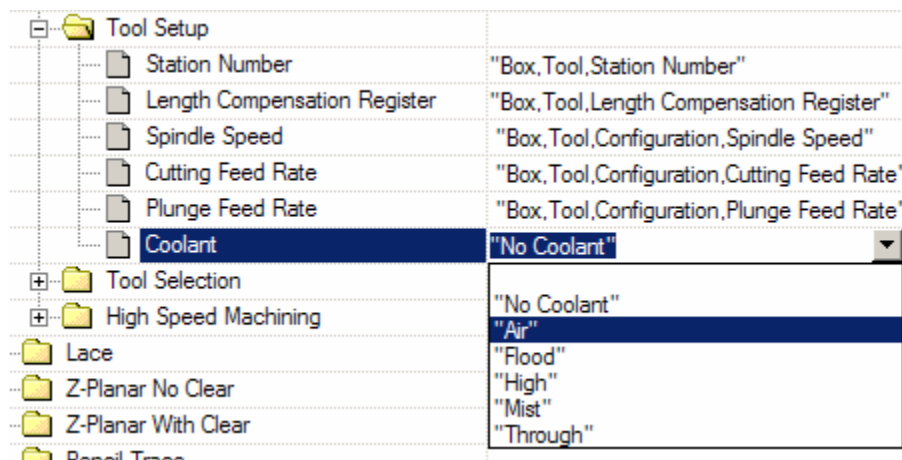 Tool Setup
Station Number "Box,Tool,Station Number"
Length Compensation Register "Box,Tool,Length Compensation Register"
Spindle Speed "Box,Tool,Configuration,Spindle Speed"
Cutting Feed Rate "Box,Tool,Configuration,Cutting Feed Rate"
Plunge Feed Rate "Box,Tool,Configuration,Plunge Feed Rate"
Coolant "No Coolant"
Tool Selection
"No Coolant"
High Speed Machining
"Air"
Lace
"Flood"
"High"
Z-Planar No Clear
"Mist"
Z-Planar With Clear
"Through"
Pencil Trace